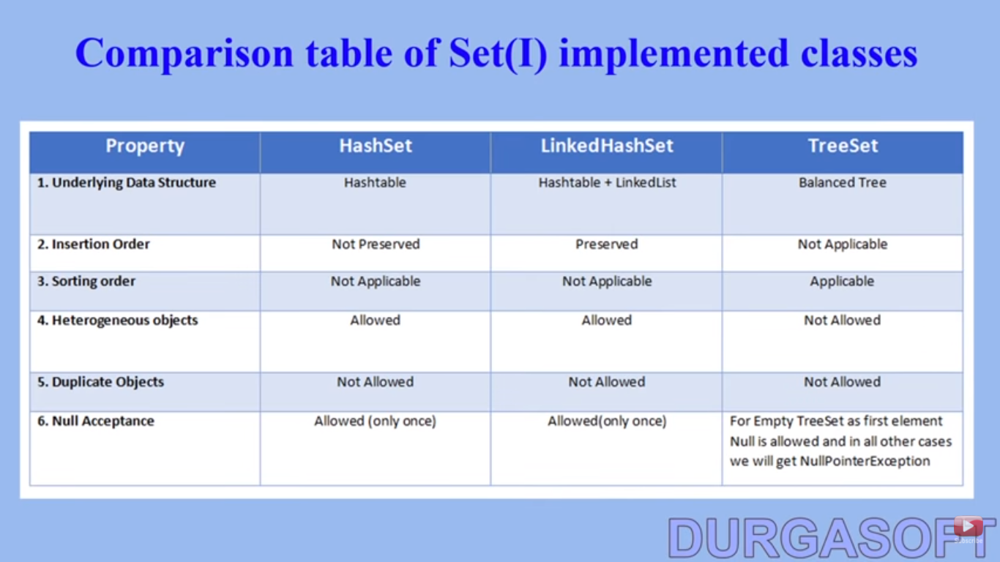 Comparison table of Set(I) implemented classes
Property HashSet LinkedHashSet TreeSet
1. Underlying Data Structure Hashtable Hashtable + LinkedList Balanced Tree
2. Insertion Order Not Preserved Preserved Not Applicable
3. Sorting order Not Applicable Not Applicable Applicable
4. Heterogeneous objects Allowed Allowed Not Allowed
5. Duplicate Objects Not Allowed Not Allowed Not Allowed
6. Null Acceptance Allowed (only once) Allowed(only once) For Empty TreeSet as first element
Null is allowed and in all other cases
we will get NullPointerException
DURGASOFT
Subscribe